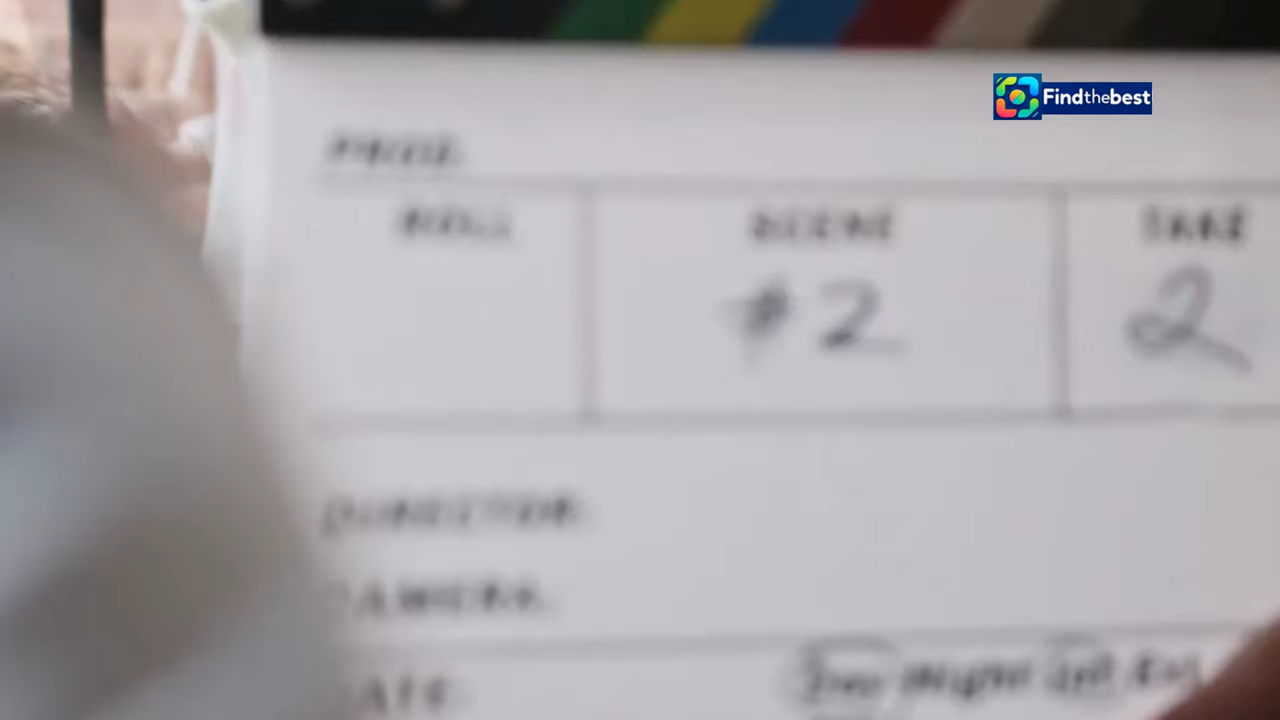 Findthebest
PROD.
ROLL SCENE TAKE
#2 2
DIRECTOR:
CAMERA:
DATE
Day Night Int Ext